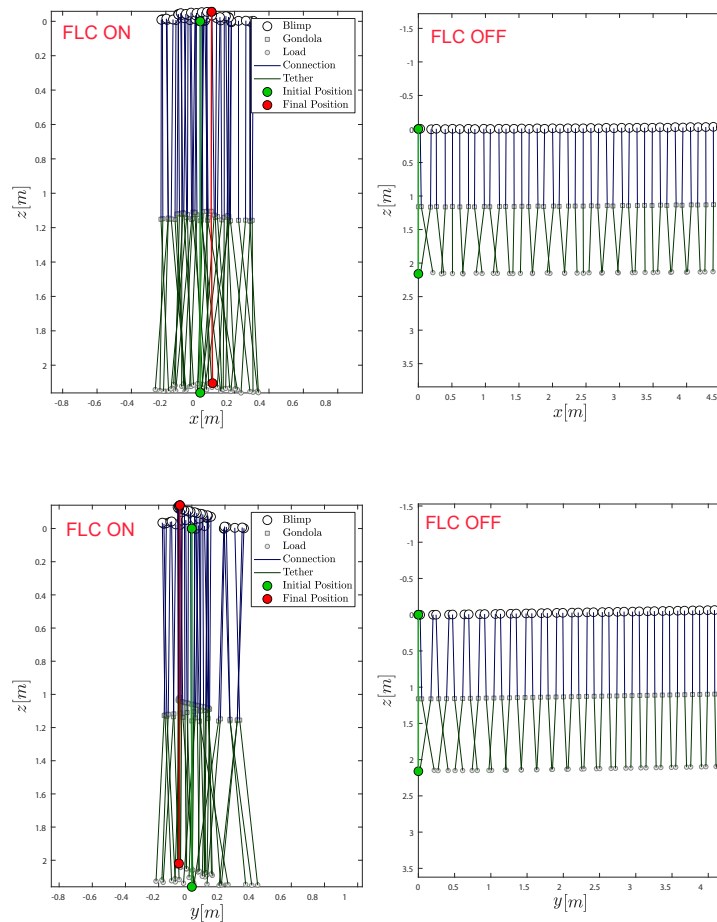 FLC ON
Blimp
Gondola
Load
Connection
Tether
Initial Position
Final Position
0
0.2
0.4
0.6
0.8
1
1.2
1.4
1.6
1.8
2
z[m]
-0.8 -0.6 -0.4 -0.2 0 0.2 0.4 0.6 0.8
x[m]
FLC OFF
-1.5
-1
-0.5
0
0.5
1
1.5
2
2.5
3
3.5
z[m]
0 0.5 1 1.5 2 2.5 3 3.5 4 4.5
x[m]
FLC ON
Blimp
Gondola
Load
Connection
Tether
Initial Position
Final Position
0
0.2
0.4
0.6
0.8
1
1.2
1.4
1.6
1.8
2
z[m]
-0.8 -0.6 -0.4 -0.2 0 0.2 0.4 0.6 0.8 1
y[m]
FLC OFF
-1.5
-1
-0.5
0
0.5
1
1.5
2
2.5
3
3.5
z[m]
0 0.5 1 1.5 2 2.5 3 3.5 4
y[m]